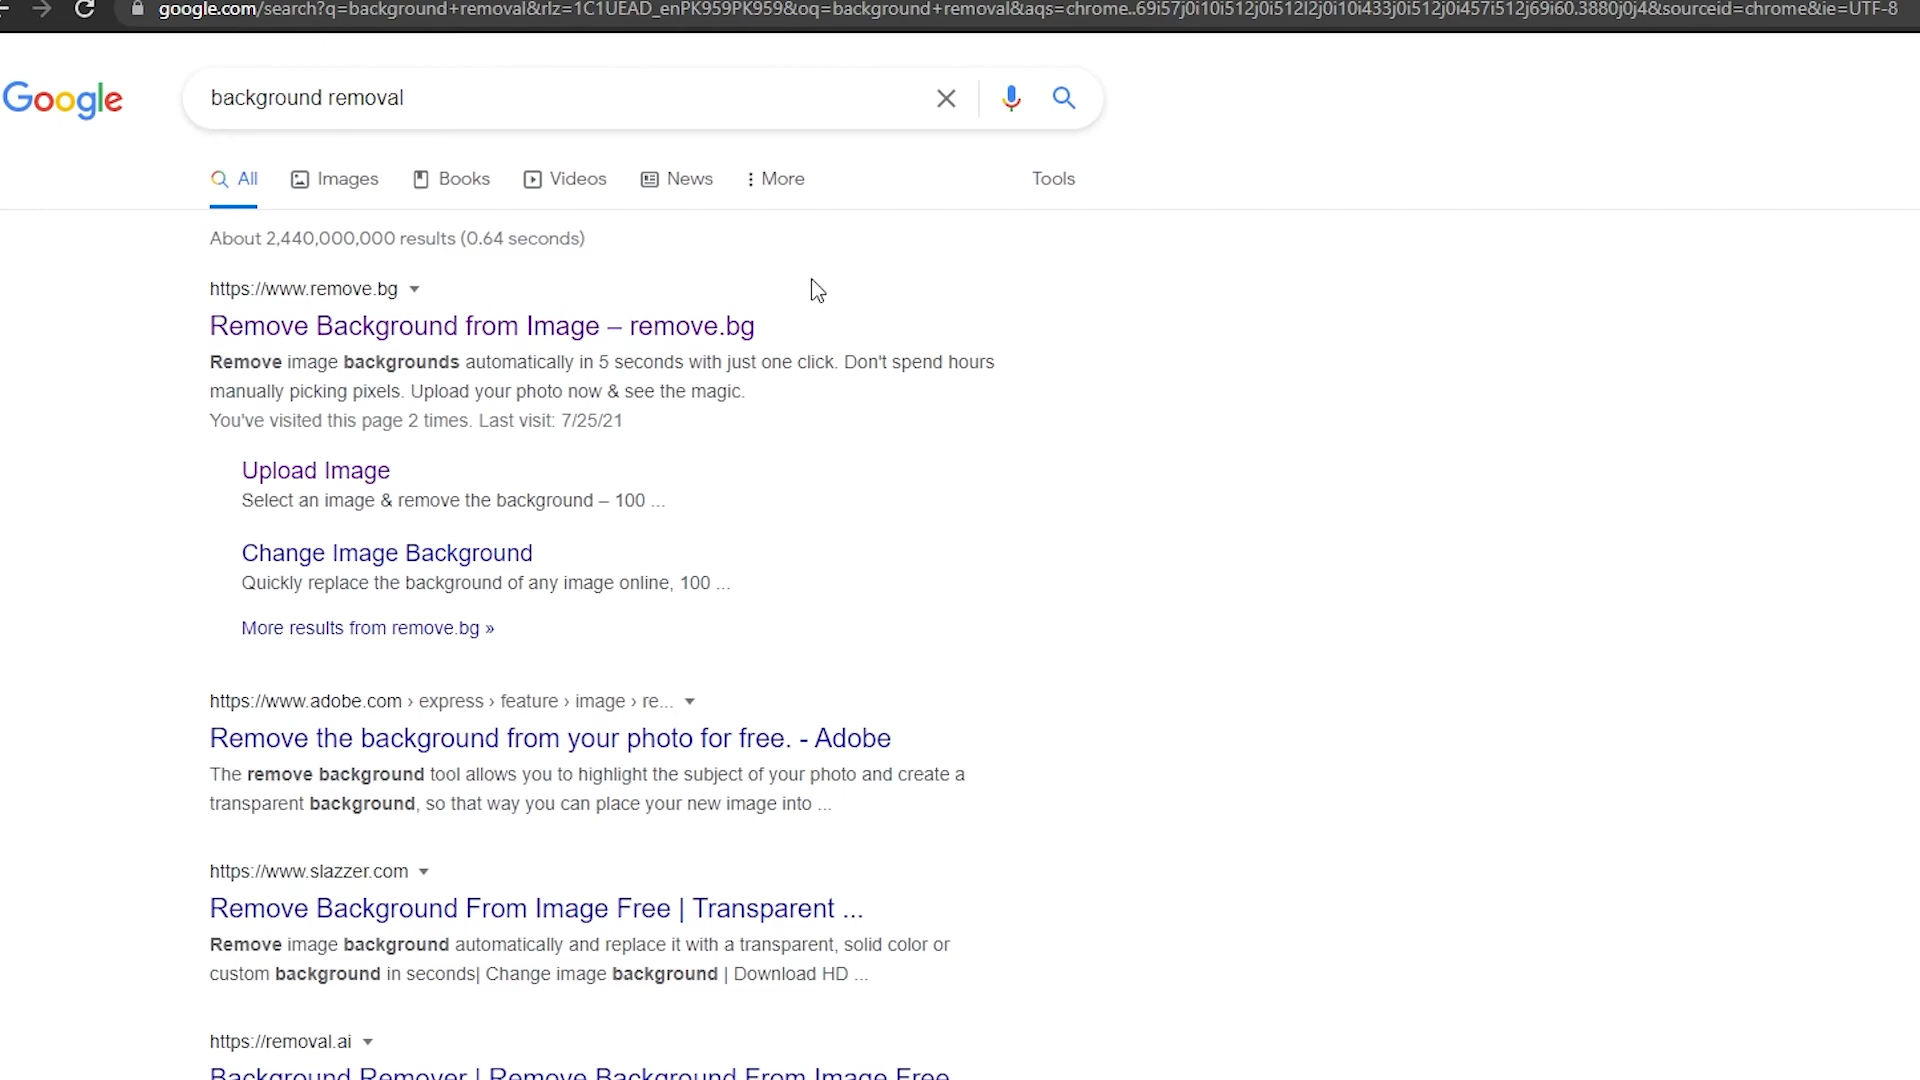 google.com/search?q=background+removal&rlz=1C1UEAD_enPK959PK959&oq=background+removal&aqs=chrome..69i57j0i10i512j0i512l2j0i10i433j0i512j0i457i512j69i60.3880j0j4&sourceid=chrome&ie=UTF-8
Google
background removal
All Images Books Videos News More Tools
About 2,440,000,000 results (0.64 seconds)
https://www.remove.bg
Remove Background from Image – remove.bg
Remove image backgrounds automatically in 5 seconds with just one click. Don't spend hours
manually picking pixels. Upload your photo now & see the magic.
You've visited this page 2 times. Last visit: 7/25/21
Upload Image
Select an image & remove the background – 100 ...
Change Image Background
Quickly replace the background of any image online, 100 ...
More results from remove.bg »
https://www.adobe.com › express › feature › image › re...
Remove the background from your photo for free. - Adobe
The remove background tool allows you to highlight the subject of your photo and create a
transparent background, so that way you can place your new image into ...
https://www.slazzer.com
Remove Background From Image Free | Transparent ...
Remove image background automatically and replace it with a transparent, solid color or
custom background in seconds| Change image background | Download HD ...
https://removal.ai
Background Remover | Remove Background From Image Free